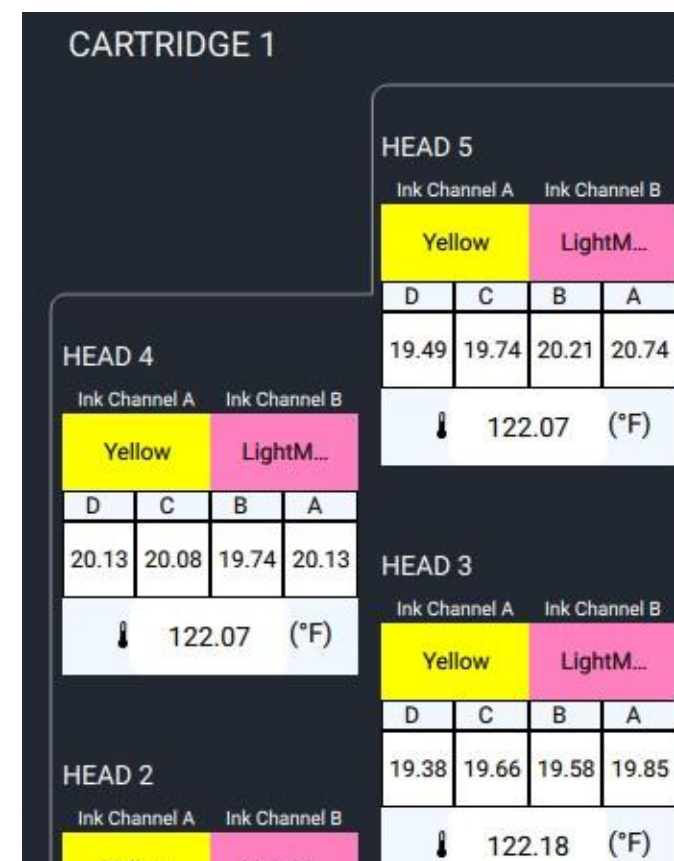 CARTRIDGE 1
HEAD 5
Ink Channel A Ink Channel B
Yellow LightM...
D C B A
19.49 19.74 20.21 20.74
122.07 (°F)
HEAD 4
Ink Channel A Ink Channel B
Yellow LightM...
D C B A
20.13 20.08 19.74 20.13
122.07 (°F)
HEAD 3
Ink Channel A Ink Channel B
Yellow LightM...
D C B A
19.38 19.66 19.58 19.85
122.18 (°F)
HEAD 2
Ink Channel A Ink Channel B